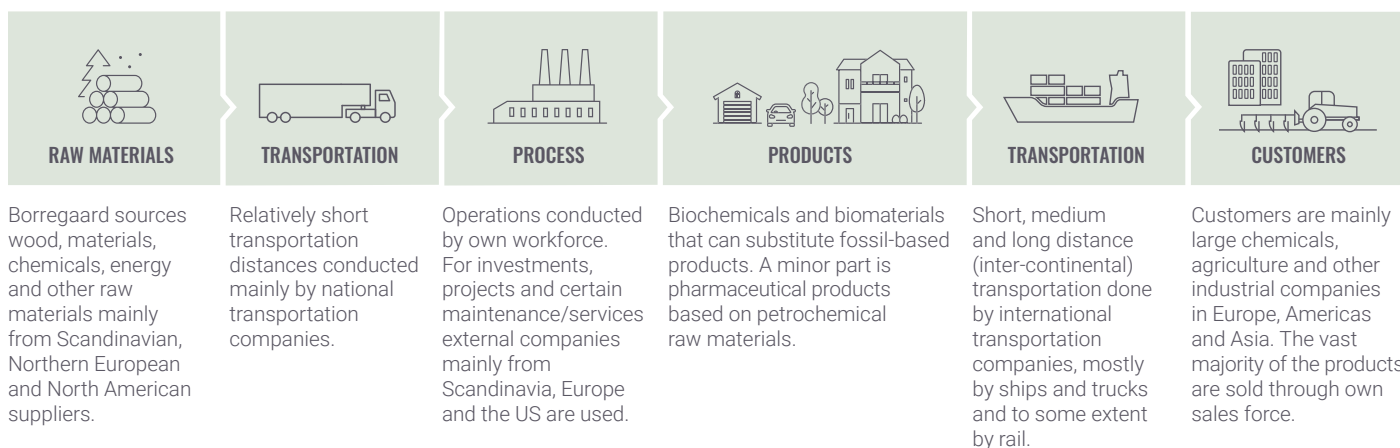 RAW MATERIALS
Borregaard sources
wood, materials,
chemicals, energy
and other raw
materials mainly
from Scandinavian,
Northern European
and North American
suppliers.
TRANSPORTATION
Relatively short
transportation
distances conducted
mainly by national
transportation
companies.
PROCESS
Operations conducted
by own workforce.
For investments,
projects and certain
maintenance/services
external companies
mainly from
Scandinavia, Europe
and the US are used.
PRODUCTS
Biochemicals and biomaterials
that can substitute fossil-based
products. A minor part is
pharmaceutical products
based on petrochemical
raw materials.
TRANSPORTATION
Short, medium
and long distance
(inter-continental)
transportation done
by international
transportation
companies, mostly
by ships and trucks
and to some extent
by rail.
CUSTOMERS
Customers are mainly
large chemicals,
agriculture and other
industrial companies
in Europe, Americas
and Asia. The vast
majority of the products
are sold through own
sales force.